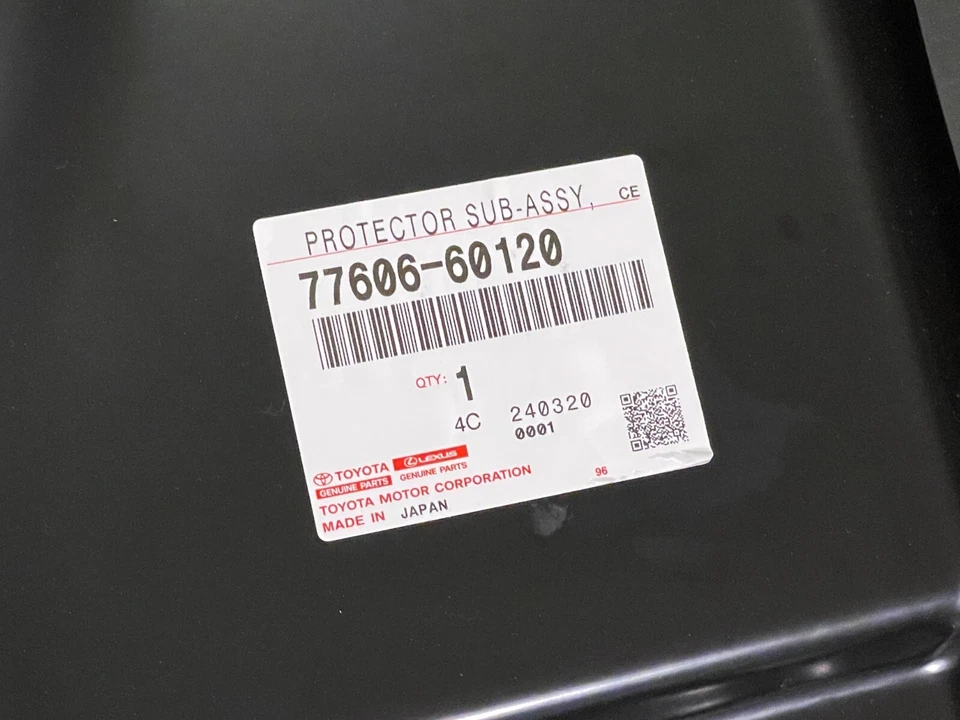 PROTECTOR SUB-ASSY, CE
77606-60120
QTY: 1
4C 240320
0001
TOYOTA LEXUS
GENUINE PARTS GENUINE PARTS
TOYOTA MOTOR CORPORATION 96
MADE IN JAPAN